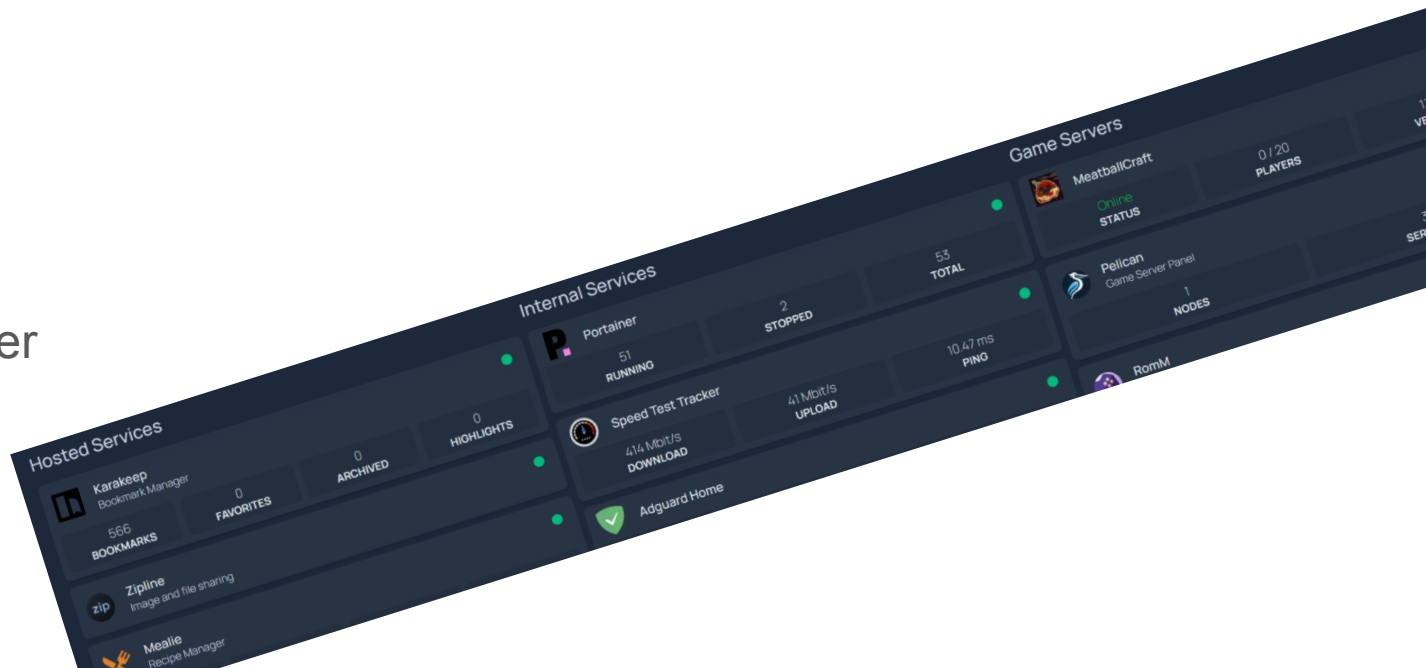 er
Hosted Services
Karakeep
Bookmark Manager
566
BOOKMARKS
0
FAVORITES
0
ARCHIVED
0
HIGHLIGHTS
zip
Zipline
Image and file sharing
Mealie
Recipe Manager
Internal Services
Portainer
51
RUNNING
2
STOPPED
53
TOTAL
Speed Test Tracker
414 Mbit/s
DOWNLOAD
41 Mbit/s
UPLOAD
10.47 ms
PING
Adguard Home
Game Servers
MeatballCraft
Online
STATUS
0 / 20
PLAYERS
Pelican
Game Server Panel
1
NODES
RomM